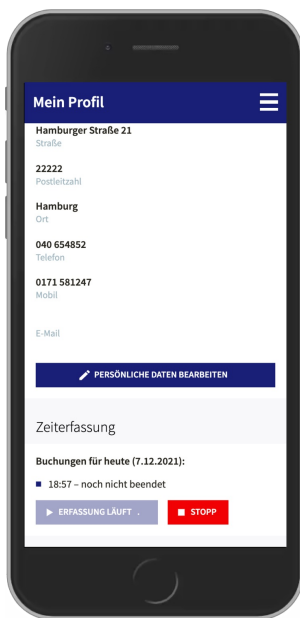 Mein Profil
Hamburger Straße 21
Straße
22222
Postleitzahl
Hamburg
Ort
040 654852
Telefon
0171 581247
Mobil
E-Mail
PERSÖNLICHE DATEN BEARBEITEN
Zeiterfassung
Buchungen für heute (7.12.2021):
18:57 – noch nicht beendet
ERFASSUNG LÄUFT .
STOPP